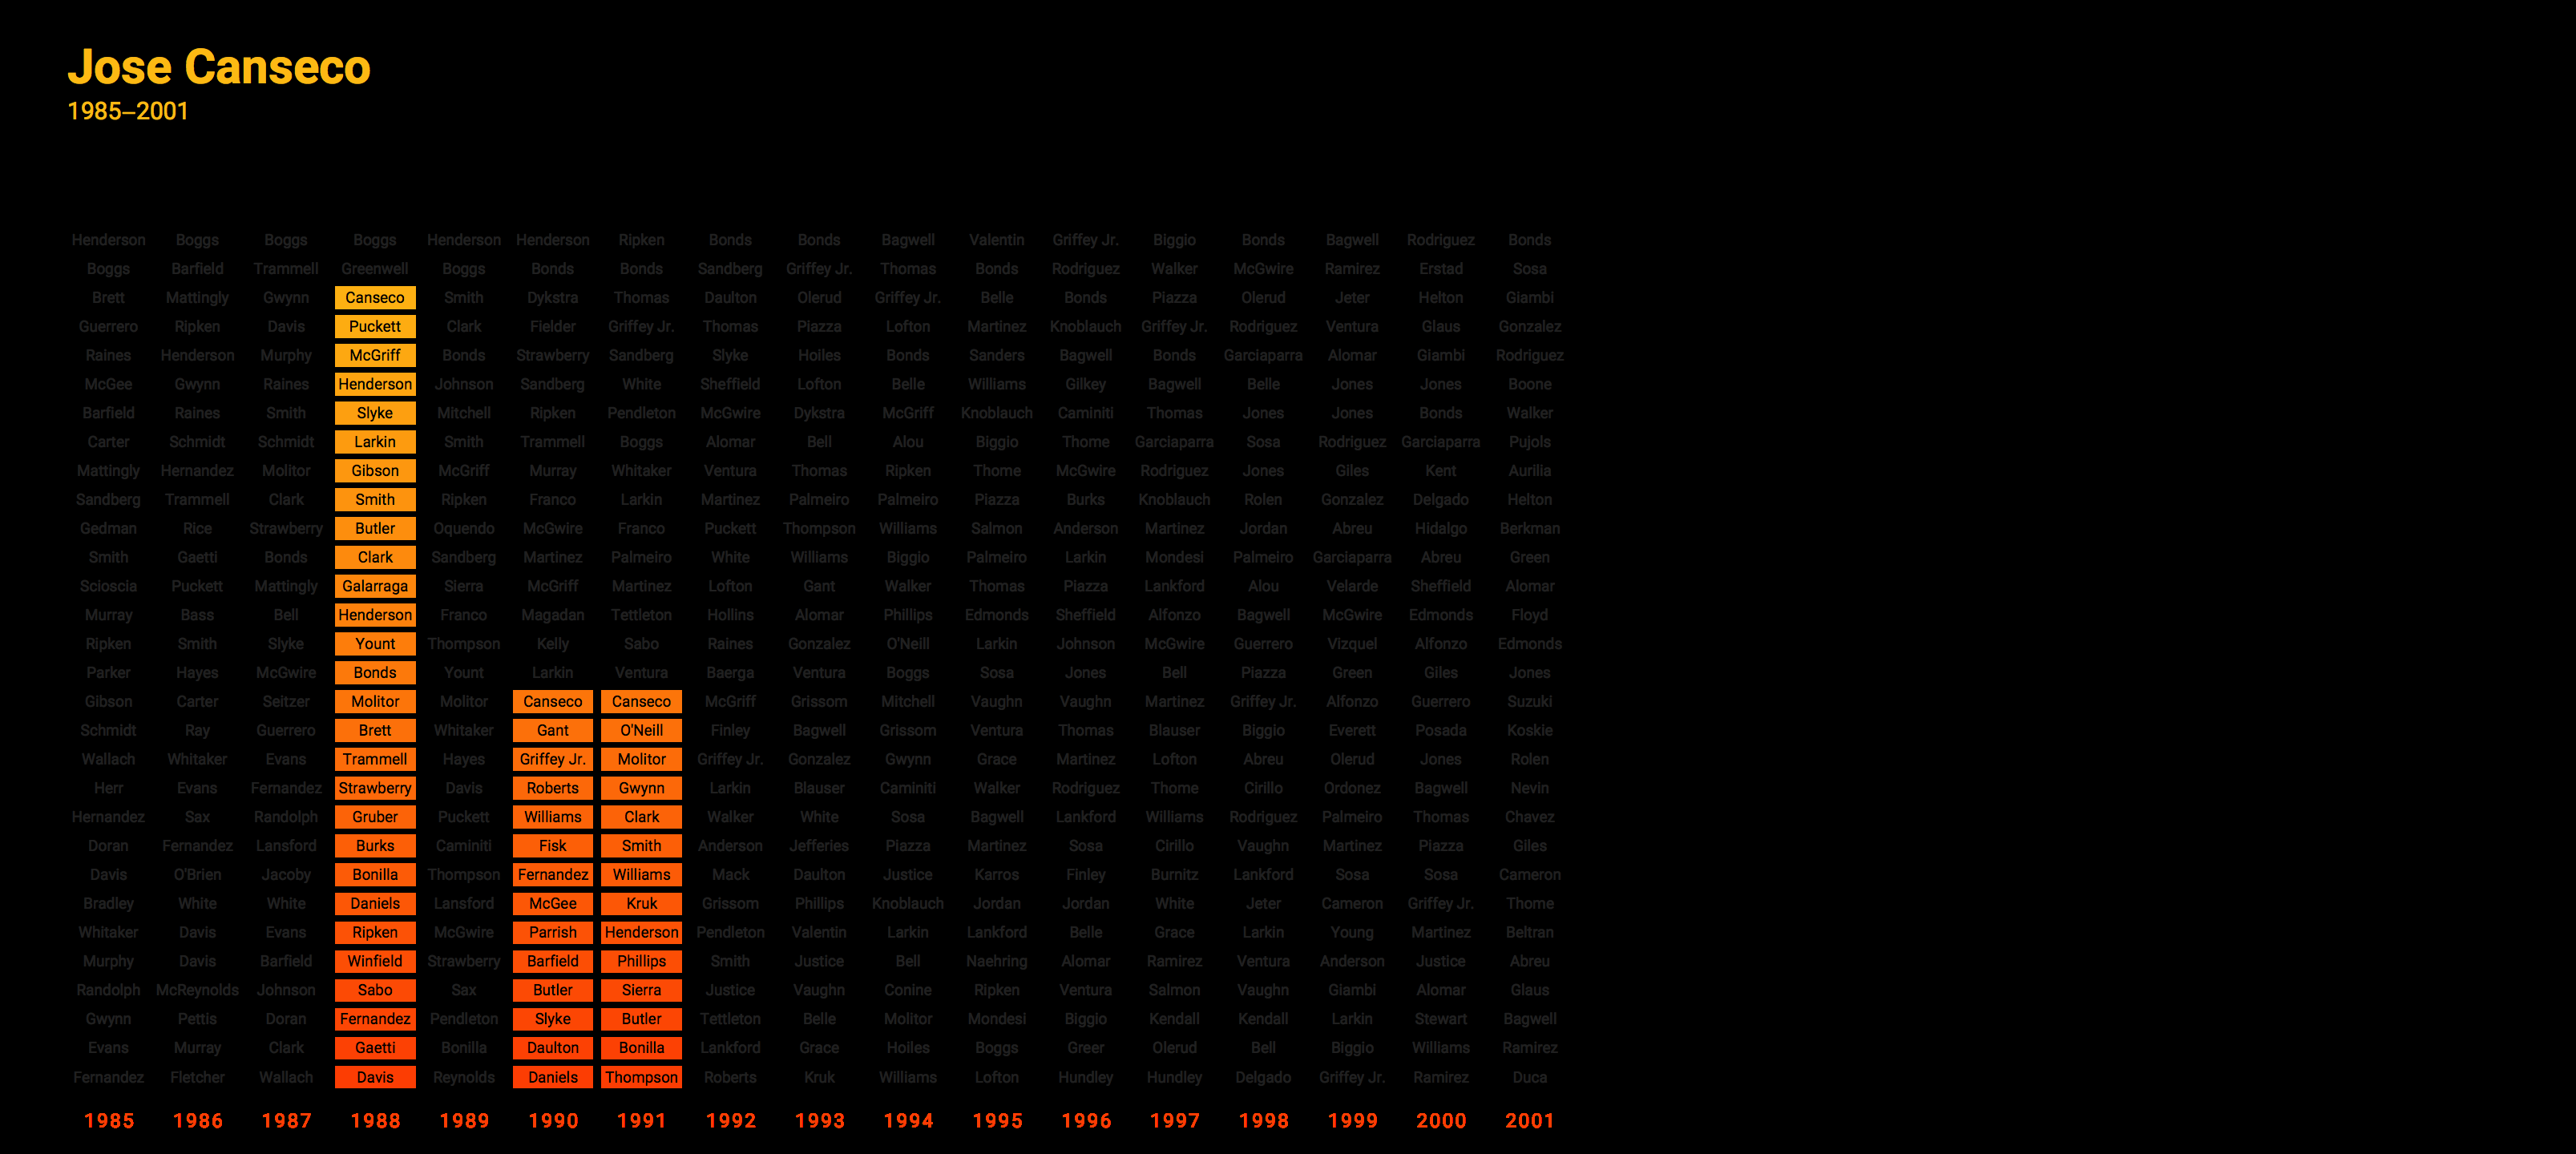 Jose Canseco
1985–2001
Henderson Boggs Boggs Boggs Henderson Henderson Ripken Bonds Bonds Bagwell Valentin Griffey Jr. Biggio Bonds Bagwell Rodriguez Bonds
Boggs Barfield Trammell Greenwell Boggs Bonds Bonds Sandberg Griffey Jr. Thomas Bonds Rodriguez Walker McGwire Ramirez Erstad Sosa
Brett Mattingly Gwynn Canseco Smith Dykstra Thomas Daulton Olerud Griffey Jr. Belle Bonds Piazza Olerud Jeter Helton Giambi
Guerrero Ripken Davis Puckett Clark Fielder Griffey Jr. Thomas Piazza Lofton Martinez Knoblauch Griffey Jr. Rodriguez Ventura Glaus Gonzalez
Raines Henderson Murphy McGriff Bonds Strawberry Sandberg Slyke Hoiles Bonds Sanders Bagwell Bonds Garciaparra Alomar Giambi Rodriguez
McGee Gwynn Raines Henderson Johnson Sandberg White Sheffield Lofton Belle Williams Gilkey Bagwell Belle Jones Jones Boone
Barfield Raines Smith Slyke Mitchell Ripken Pendleton McGwire Dykstra McGriff Knoblauch Caminiti Thomas Jones Jones Bonds Walker
Carter Schmidt Schmidt Larkin Smith Trammell Boggs Alomar Bell Alou Biggio Thome Garciaparra Sosa Rodriguez Garciaparra Pujols
Mattingly Hernandez Molitor Gibson McGriff Murray Whitaker Ventura Thomas Ripken Thome McGwire Rodriguez Jones Giles Kent Aurilia
Sandberg Trammell Clark Smith Ripken Franco Larkin Martinez Palmeiro Palmeiro Piazza Burks Knoblauch Rolen Gonzalez Delgado Helton
Gedman Rice Strawberry Butler Oquendo McGwire Franco Puckett Thompson Williams Salmon Anderson Martinez Jordan Abreu Hidalgo Berkman
Smith Gaetti Bonds Clark Sandberg Martinez Palmeiro White Williams Biggio Palmeiro Larkin Mondesi Palmeiro Garciaparra Abreu Green
Scioscia Puckett Mattingly Galarraga Sierra McGriff Martinez Lofton Gant Walker Thomas Piazza Lankford Alou Velarde Sheffield Alomar
Murray Bass Bell Henderson Franco Magadan Tettleton Hollins Alomar Phillips Edmonds Sheffield Alfonzo Bagwell McGwire Edmonds Floyd
Ripken Smith Slyke Yount Thompson Kelly Sabo Raines Gonzalez O'Neill Larkin Johnson McGwire Guerrero Vizquel Alfonzo Edmonds
Parker Hayes McGwire Bonds Yount Larkin Ventura Baerga Ventura Boggs Sosa Jones Bell Piazza Green Giles Jones
Gibson Carter Seitzer Molitor Molitor Canseco Canseco McGriff Grissom Mitchell Vaughn Vaughn Martinez Griffey Jr. Alfonzo Guerrero Suzuki
Schmidt Ray Guerrero Brett Whitaker Gant O'Neill Finley Bagwell Grissom Ventura Thomas Blauser Biggio Everett Posada Koskie
Wallach Whitaker Evans Trammell Hayes Griffey Jr. Molitor Griffey Jr. Gonzalez Gwynn Grace Martinez Lofton Abreu Olerud Jones Rolen
Herr Evans Fernandez Strawberry Davis Roberts Gwynn Larkin Blauser Caminiti Walker Rodriguez Thome Cirillo Ordonez Bagwell Nevin
Hernandez Sax Randolph Gruber Puckett Williams Clark Walker White Sosa Bagwell Lankford Williams Rodriguez Palmeiro Thomas Chavez
Doran Fernandez Lansford Burks Caminiti Fisk Smith Anderson Jefferies Piazza Martinez Sosa Cirillo Vaughn Martinez Piazza Giles
Davis O'Brien Jacoby Bonilla Thompson Fernandez Williams Mack Daulton Justice Karros Finley Burnitz Lankford Sosa Sosa Cameron
Bradley White White Daniels Lansford McGee Kruk Grissom Phillips Knoblauch Jordan Jordan White Jeter Cameron Griffey Jr. Thome
Whitaker Davis Evans Ripken McGwire Parrish Henderson Pendleton Valentin Larkin Lankford Belle Grace Larkin Young Martinez Beltran
Murphy Davis Barfield Winfield Strawberry Barfield Phillips Smith Justice Bell Naehring Alomar Ramirez Ventura Anderson Justice Abreu
Randolph McReynolds Johnson Sabo Sax Butler Sierra Justice Vaughn Conine Ripken Ventura Salmon Vaughn Giambi Alomar Glaus
Gwynn Pettis Doran Fernandez Pendleton Slyke Butler Tettleton Belle Molitor Mondesi Biggio Kendall Kendall Larkin Stewart Bagwell
Evans Murray Clark Gaetti Bonilla Daulton Bonilla Lankford Grace Hoiles Boggs Greer Olerud Bell Biggio Williams Ramirez
Fernandez Fletcher Wallach Davis Reynolds Daniels Thompson Roberts Kruk Williams Lofton Hundley Hundley Delgado Griffey Jr. Ramirez Duca
1985 1986 1987 1988 1989 1990 1991 1992 1993 1994 1995 1996 1997 1998 1999 2000 2001